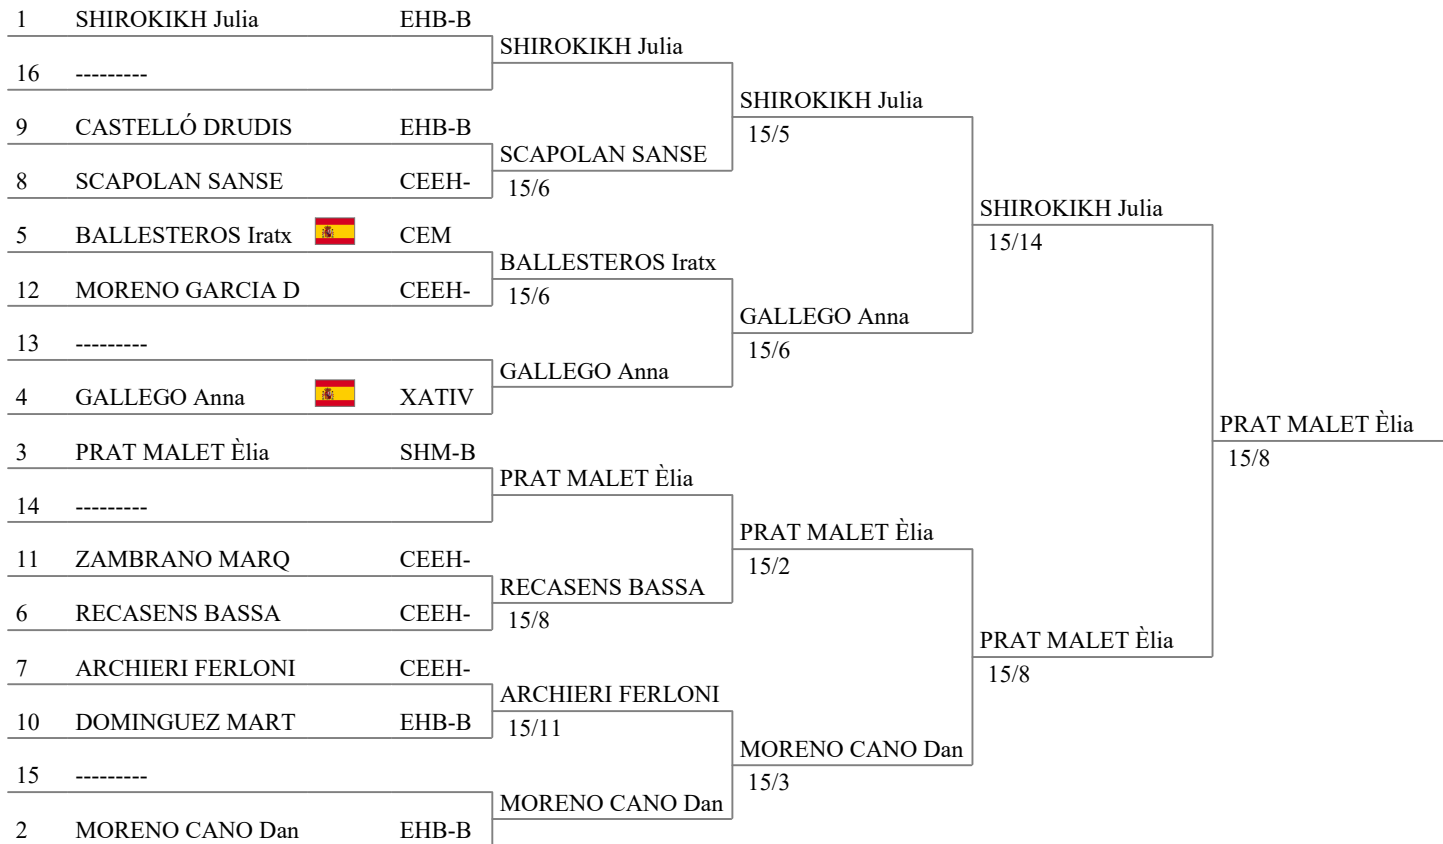 1 SHIROKIKH Julia EHB-B
16 ---------
9 CASTELLÓ DRUDIS EHB-B
8 SCAPOLAN SANSE CEEH-
5 BALLESTEROS Iratx CEM
12 MORENO GARCIA D CEEH-
13 ---------
4 GALLEGO Anna XATIV
3 PRAT MALET Èlia SHM-B
14 ---------
11 ZAMBRANO MARQ CEEH-
6 RECASENS BASSA CEEH-
7 ARCHIERI FERLONI CEEH-
10 DOMINGUEZ MART EHB-B
15 ---------
2 MORENO CANO Dan EHB-B
SHIROKIKH Julia
SCAPOLAN SANSE
15/6
BALLESTEROS Iratx
15/6
GALLEGO Anna
PRAT MALET Èlia
RECASENS BASSA
15/8
ARCHIERI FERLONI
15/11
MORENO CANO Dan
SHIROKIKH Julia
15/5
GALLEGO Anna
15/6
PRAT MALET Èlia
15/2
MORENO CANO Dan
15/3
SHIROKIKH Julia
15/14
PRAT MALET Èlia
15/8
PRAT MALET Èlia
15/8